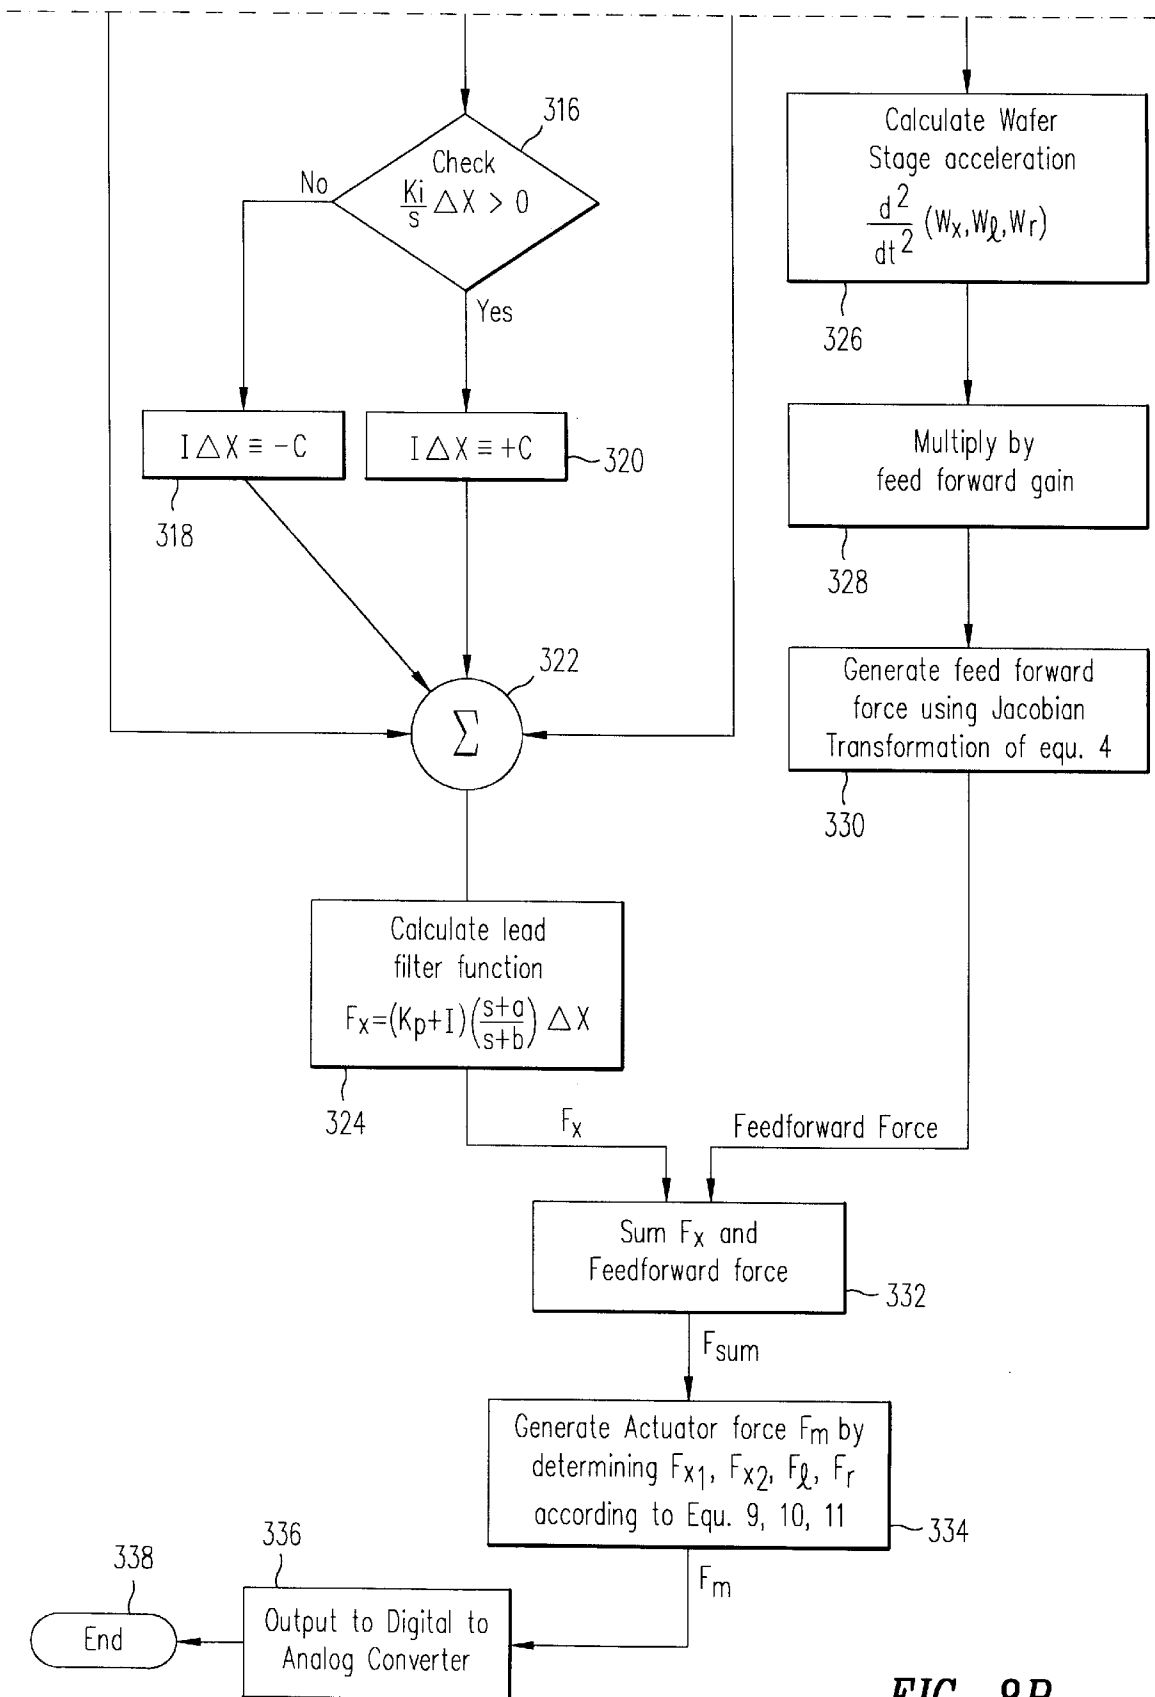 316
Check
Ki/s △X > 0
No
Yes
I△X ≡ -C
318
I△X ≡ +C
320
322
Σ
Calculate lead
filter function
Fx=(Kp+I)(s+a/s+b) △X
324
Fx
Calculate Wafer
Stage acceleration
d²/dt² (Wx,Wℓ,Wr)
326
Multiply by
feed forward gain
328
Generate feed forward
force using Jacobian
Transformation of equ. 4
330
Feedforward Force
Sum Fx and
Feedforward force
332
Fsum
Generate Actuator force Fm by
determining Fx1, Fx2, Fℓ, Fr
according to Equ. 9, 10, 11
334
Fm
336
Output to Digital to
Analog Converter
338
End